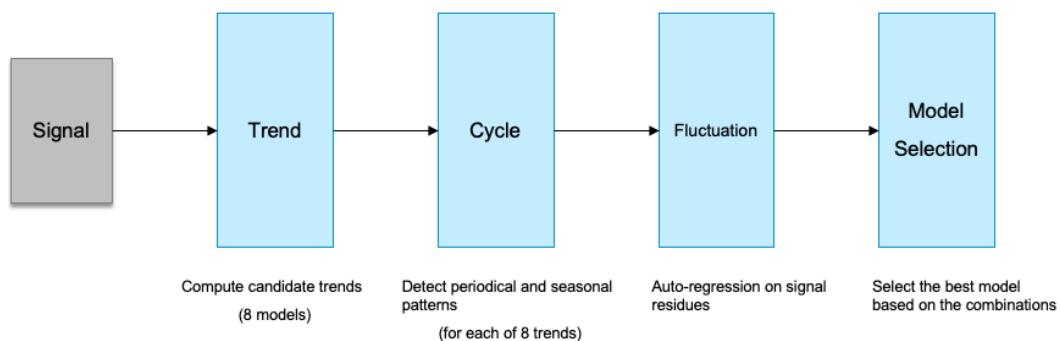 Signal
Trend
Cycle
Fluctuation
Model
Selection
Compute candidate trends
(8 models)
Detect periodical and seasonal
patterns
(for each of 8 trends)
Auto-regression on signal
residues
Select the best model
based on the combinations